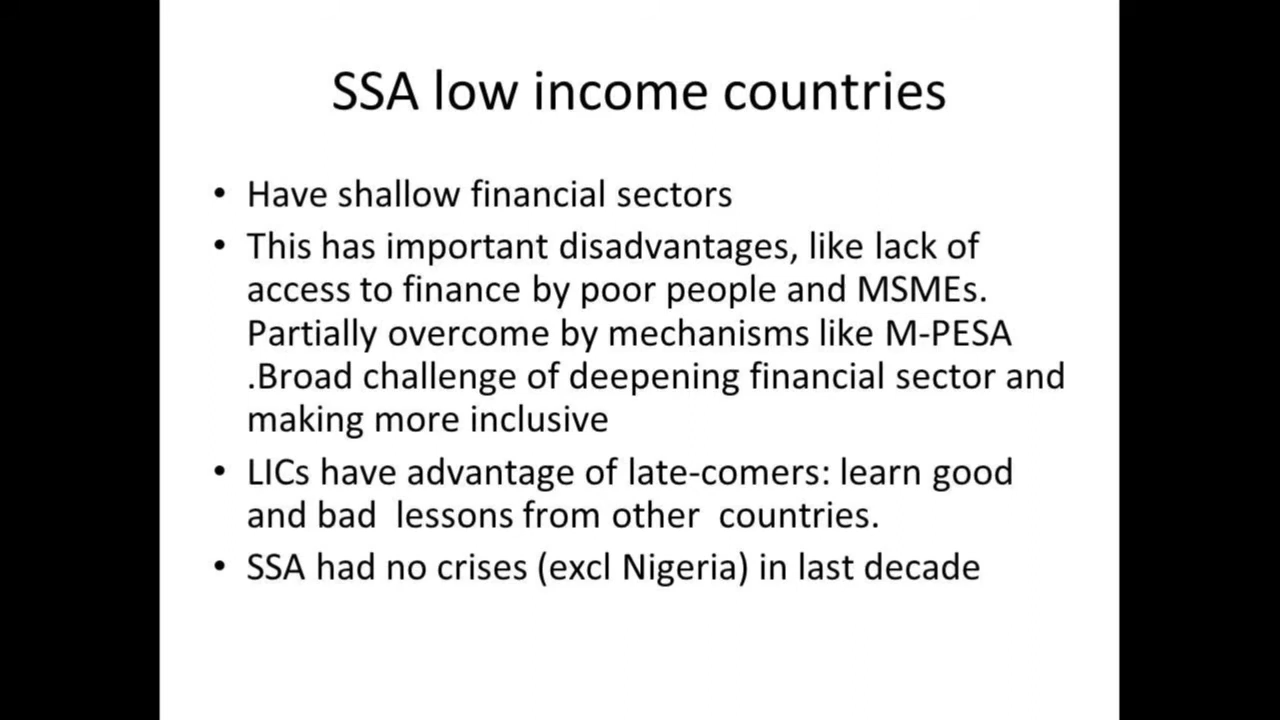 SSA low income countries
• Have shallow financial sectors
• This has important disadvantages, like lack of
access to finance by poor people and MSMEs.
Partially overcome by mechanisms like M-PESA
.Broad challenge of deepening financial sector and
making more inclusive
• LICs have advantage of late-comers: learn good
and bad  lessons from other  countries.
• SSA had no crises (excl Nigeria) in last decade